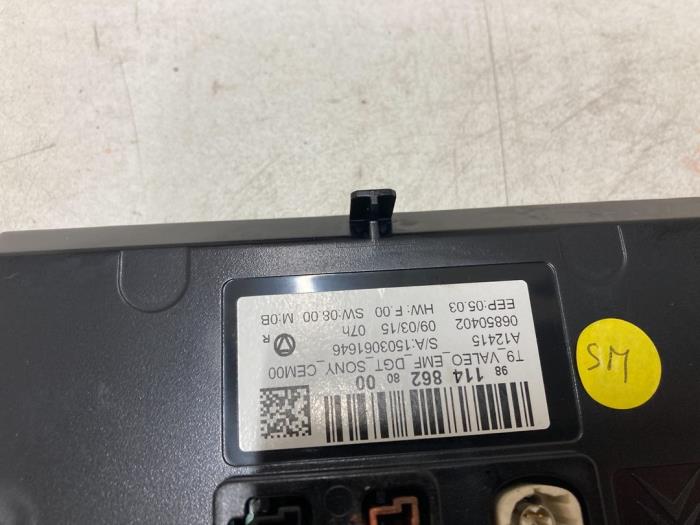 98 114 862 80 00
T9_VALEO_EMF_DGT_SONY_CEM00
A12415 S/A:1503061646 R
06850402 09/03/15 07h
EEP:05.03 HW:F.00 SW:08.00 M:0B
SM